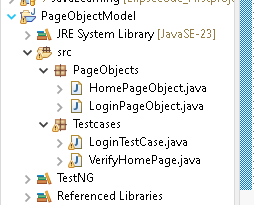 PageObjectModel
JRE System Library [JavaSE-23]
src
PageObjects
HomePageObject.java
LoginPageObject.java
Testcases
LoginTestCase.java
VerifyHomePage.java
TestNG
Referenced Libraries